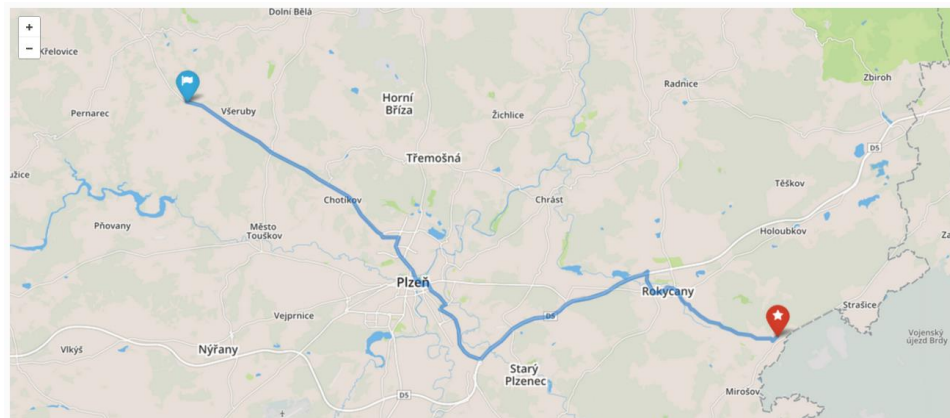 +
−
Dolní Bělá
Křelovice
Zbiroh
Radnice
Pernarec
Všeruby
Horní
Bříza
Žichlice
D5
Třemošná
Těškov
Chotíkov
Chrást
Pňovany
Město
Touškov
Holoubkov
Plzeň
Rokycany
Strašice
Vejprnice
D5
Vojenský
újezd Brdy
Vlkýš
Nýřany
Starý
Plzenec
D5
Mirošov